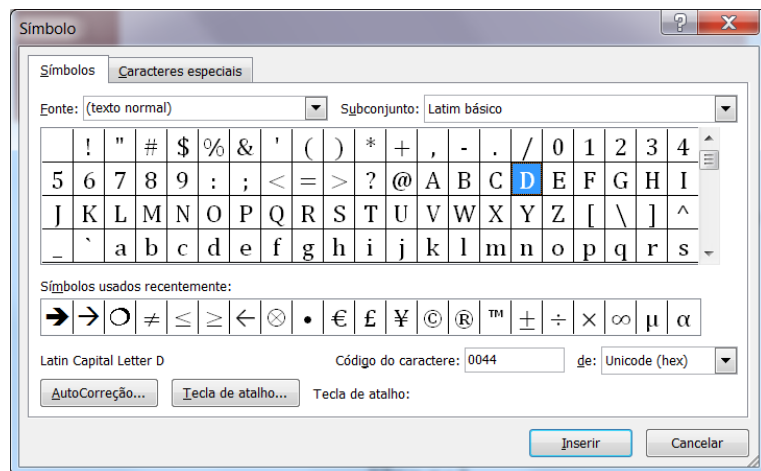 Símbolo
Símbolos Caracteres especiais
Fonte: (texto normal) Subconjunto: Latim básico
! " # $ % & ' ( ) * + , - . / 0 1 2 3 4
5 6 7 8 9 : ; < = > ? @ A B C D E F G H I
J K L M N O P Q R S T U V W X Y Z [ \ ] ^
_ ` a b c d e f g h i j k l m n o p q r s
Símbolos usados recentemente:
➔ → ❍ ≠ ≤ ≥ ← ⊗ • € £ ¥ © ® ™ ± ÷ × ∞ µ α
Latin Capital Letter D Código do caractere: 0044 de: Unicode (hex)
AutoCorreção... Tecla de atalho... Tecla de atalho:
Inserir Cancelar